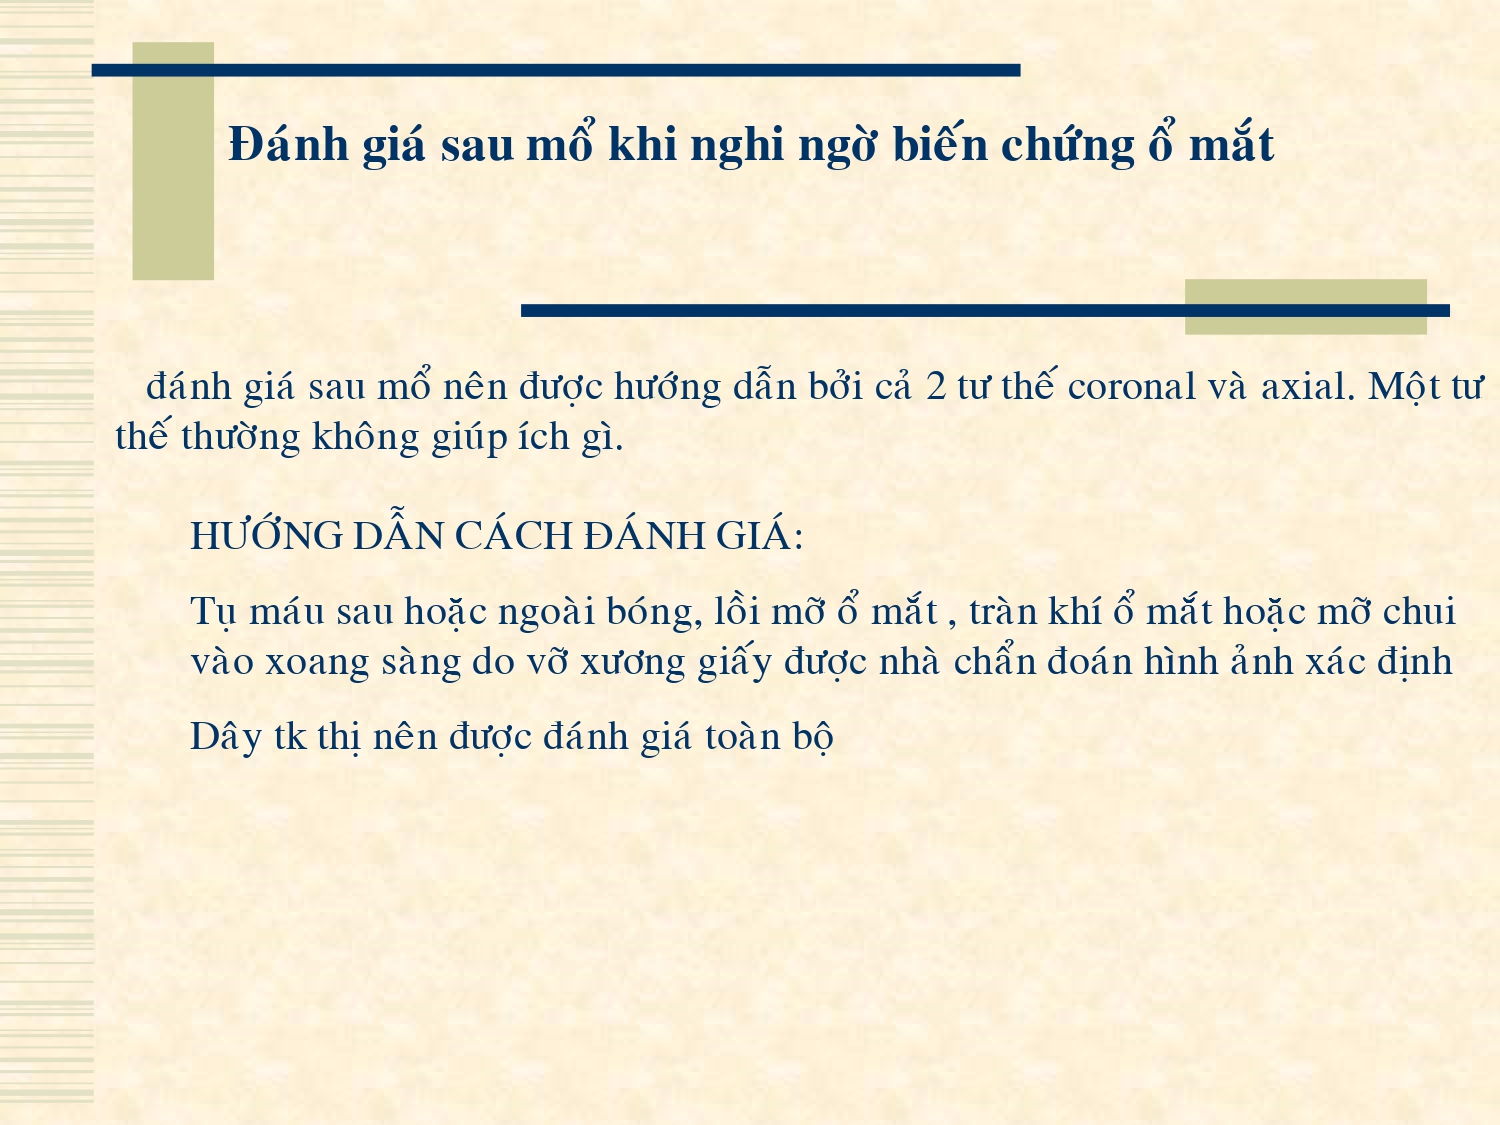 Đánh giá sau mổ khi nghi ngờ biến chứng ổ mắt
đánh giá sau mổ nên được hướng dẫn bởi cả 2 tư thế coronal và axial. Một tư
thế thường không giúp ích gì.
HƯỚNG DẪN CÁCH ĐÁNH GIÁ:
Tụ máu sau hoặc ngoài bóng, lồi mỡ ổ mắt , tràn khí ổ mắt hoặc mỡ chui
vào xoang sàng do vỡ xương giấy được nhà chẩn đoán hình ảnh xác định
Dây tk thị nên được đánh giá toàn bộ